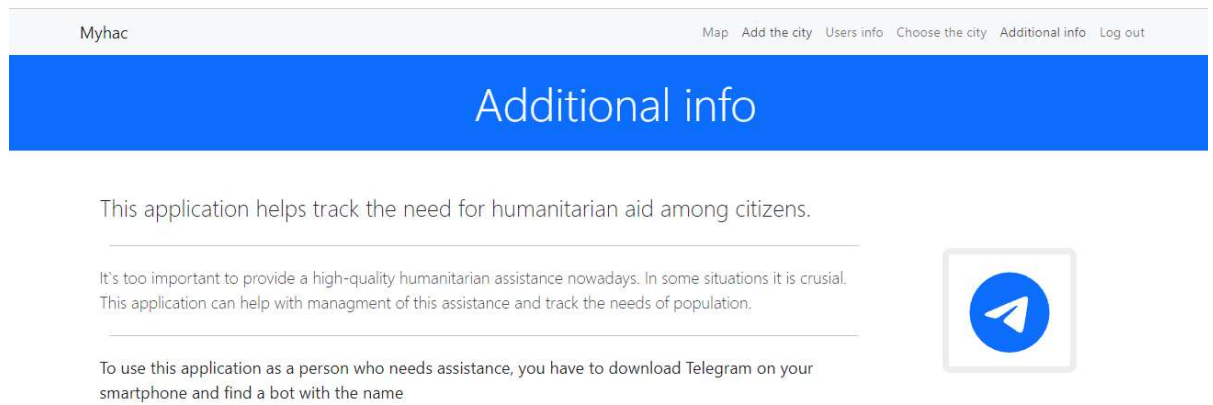 Myhac
Map Add the city Users info Choose the city Additional info Log out
Additional info
This application helps track the need for humanitarian aid among citizens.
It`s too important to provide a high-quality humanitarian assistance nowadays. In some situations it is crusial.
This application can help with managment of this assistance and track the needs of population.
To use this application as a person who needs assistance, you have to download Telegram on your
smartphone and find a bot with the name